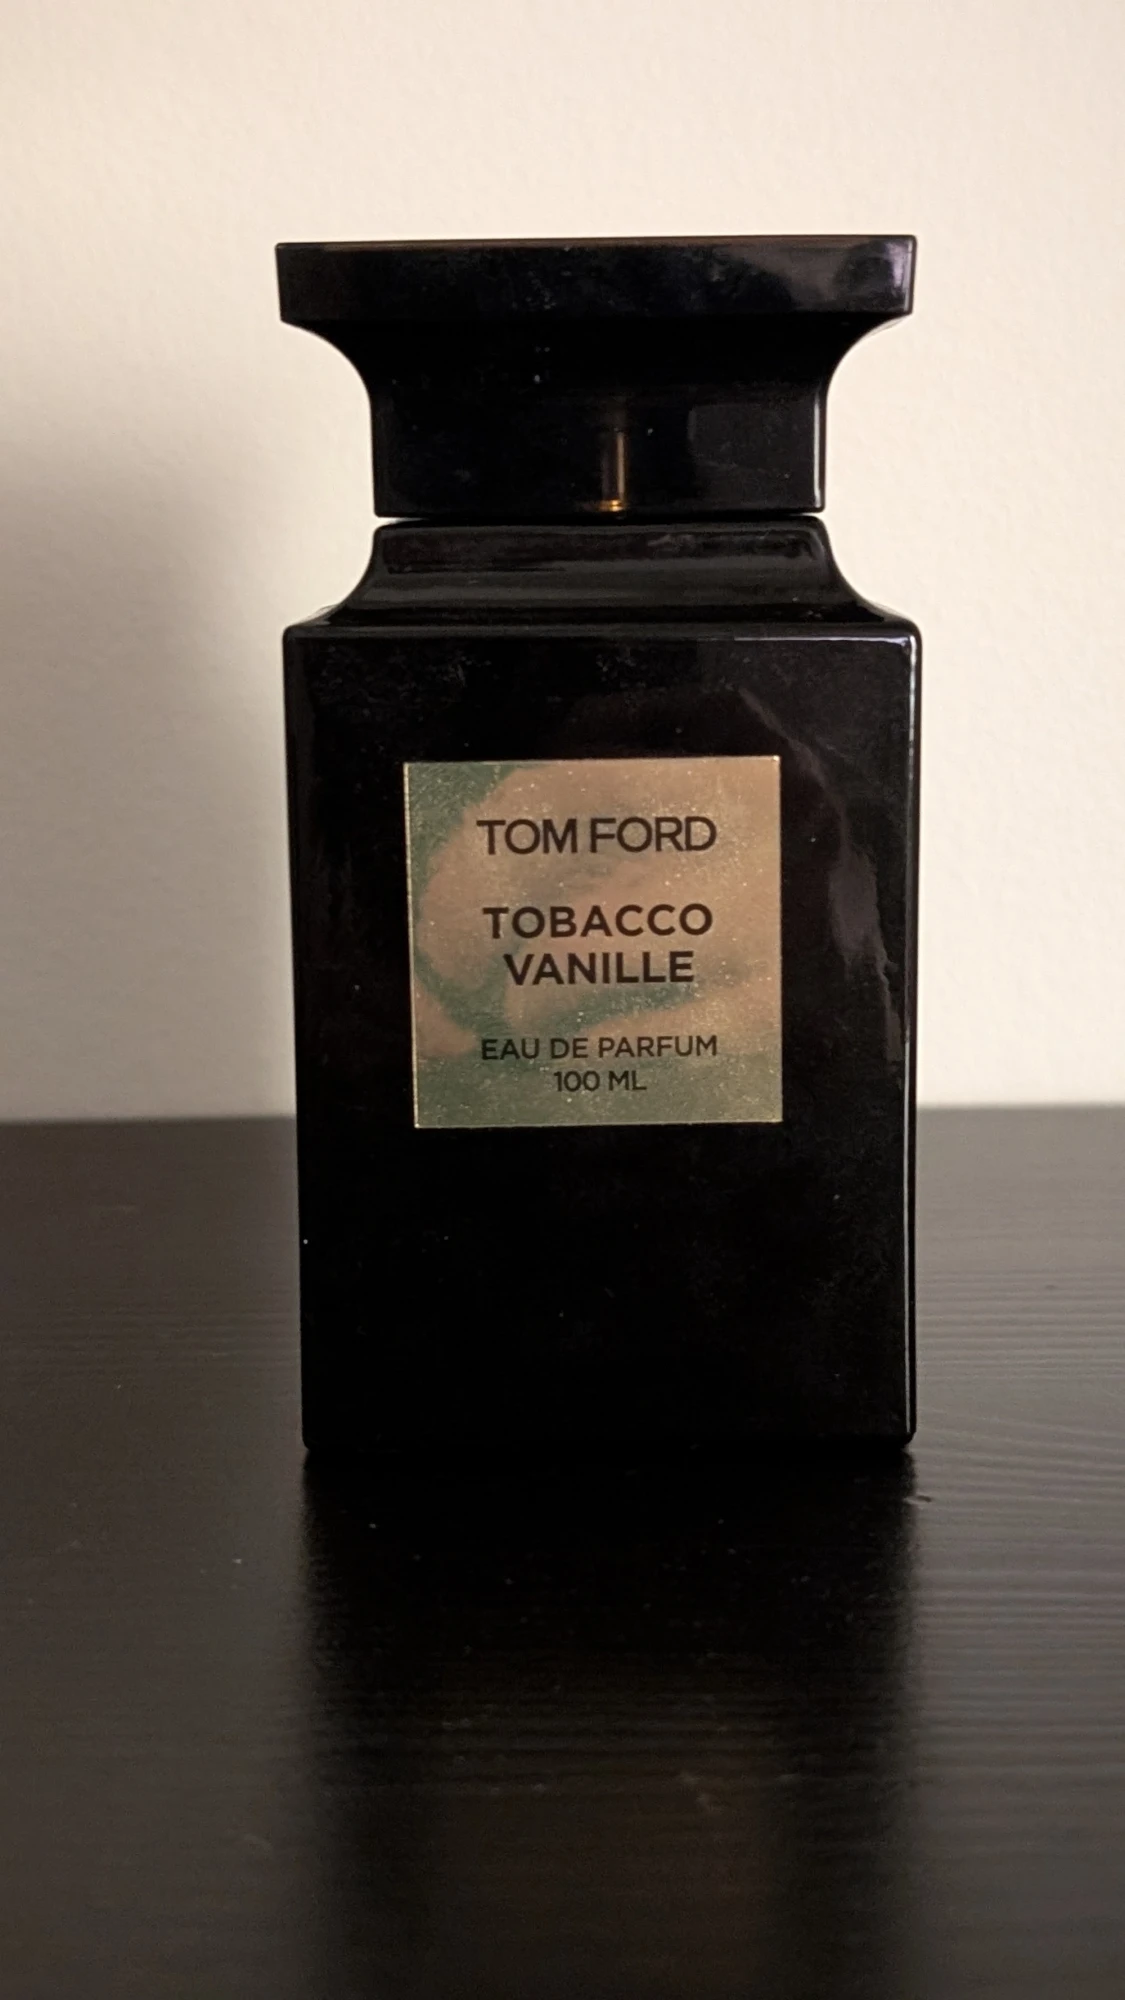 TOM FORD
TOBACCO
VANILLE
EAU DE PARFUM
100 ML